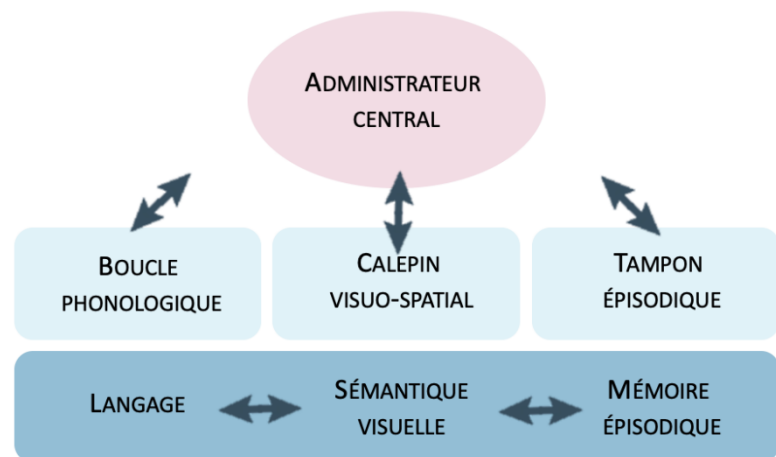 ADMINISTRATEUR
CENTRAL
BOUCLE
PHONOLOGIQUE
CALEPIN
VISUO-SPATIAL
TAMPON
ÉPISODIQUE
LANGAGE
SÉMANTIQUE
VISUELLE
MÉMOIRE
ÉPISODIQUE